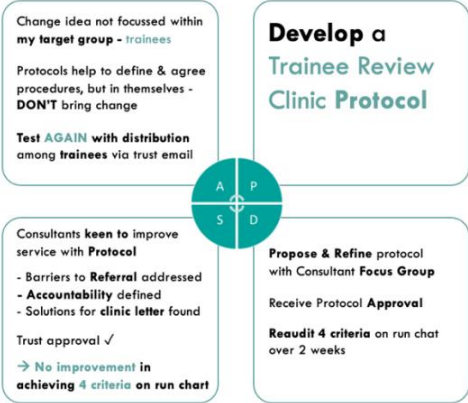 Change idea not focussed within
my target group - trainees
Protocols help to define & agree
procedures, but in themselves -
DON'T bring change
Test AGAIN with distribution
among trainees via trust email
Develop a
Trainee Review
Clinic Protocol
A P
S D
Consultants keen to improve
service with Protocol
- Barriers to Referral addressed
- Accountability defined
- Solutions for clinic letter found
Trust approval ✓
→ No improvement in
achieving 4 criteria on run chart
Propose & Refine protocol
with Consultant Focus Group
Receive Protocol Approval
Reaudit 4 criteria on run chat
over 2 weeks